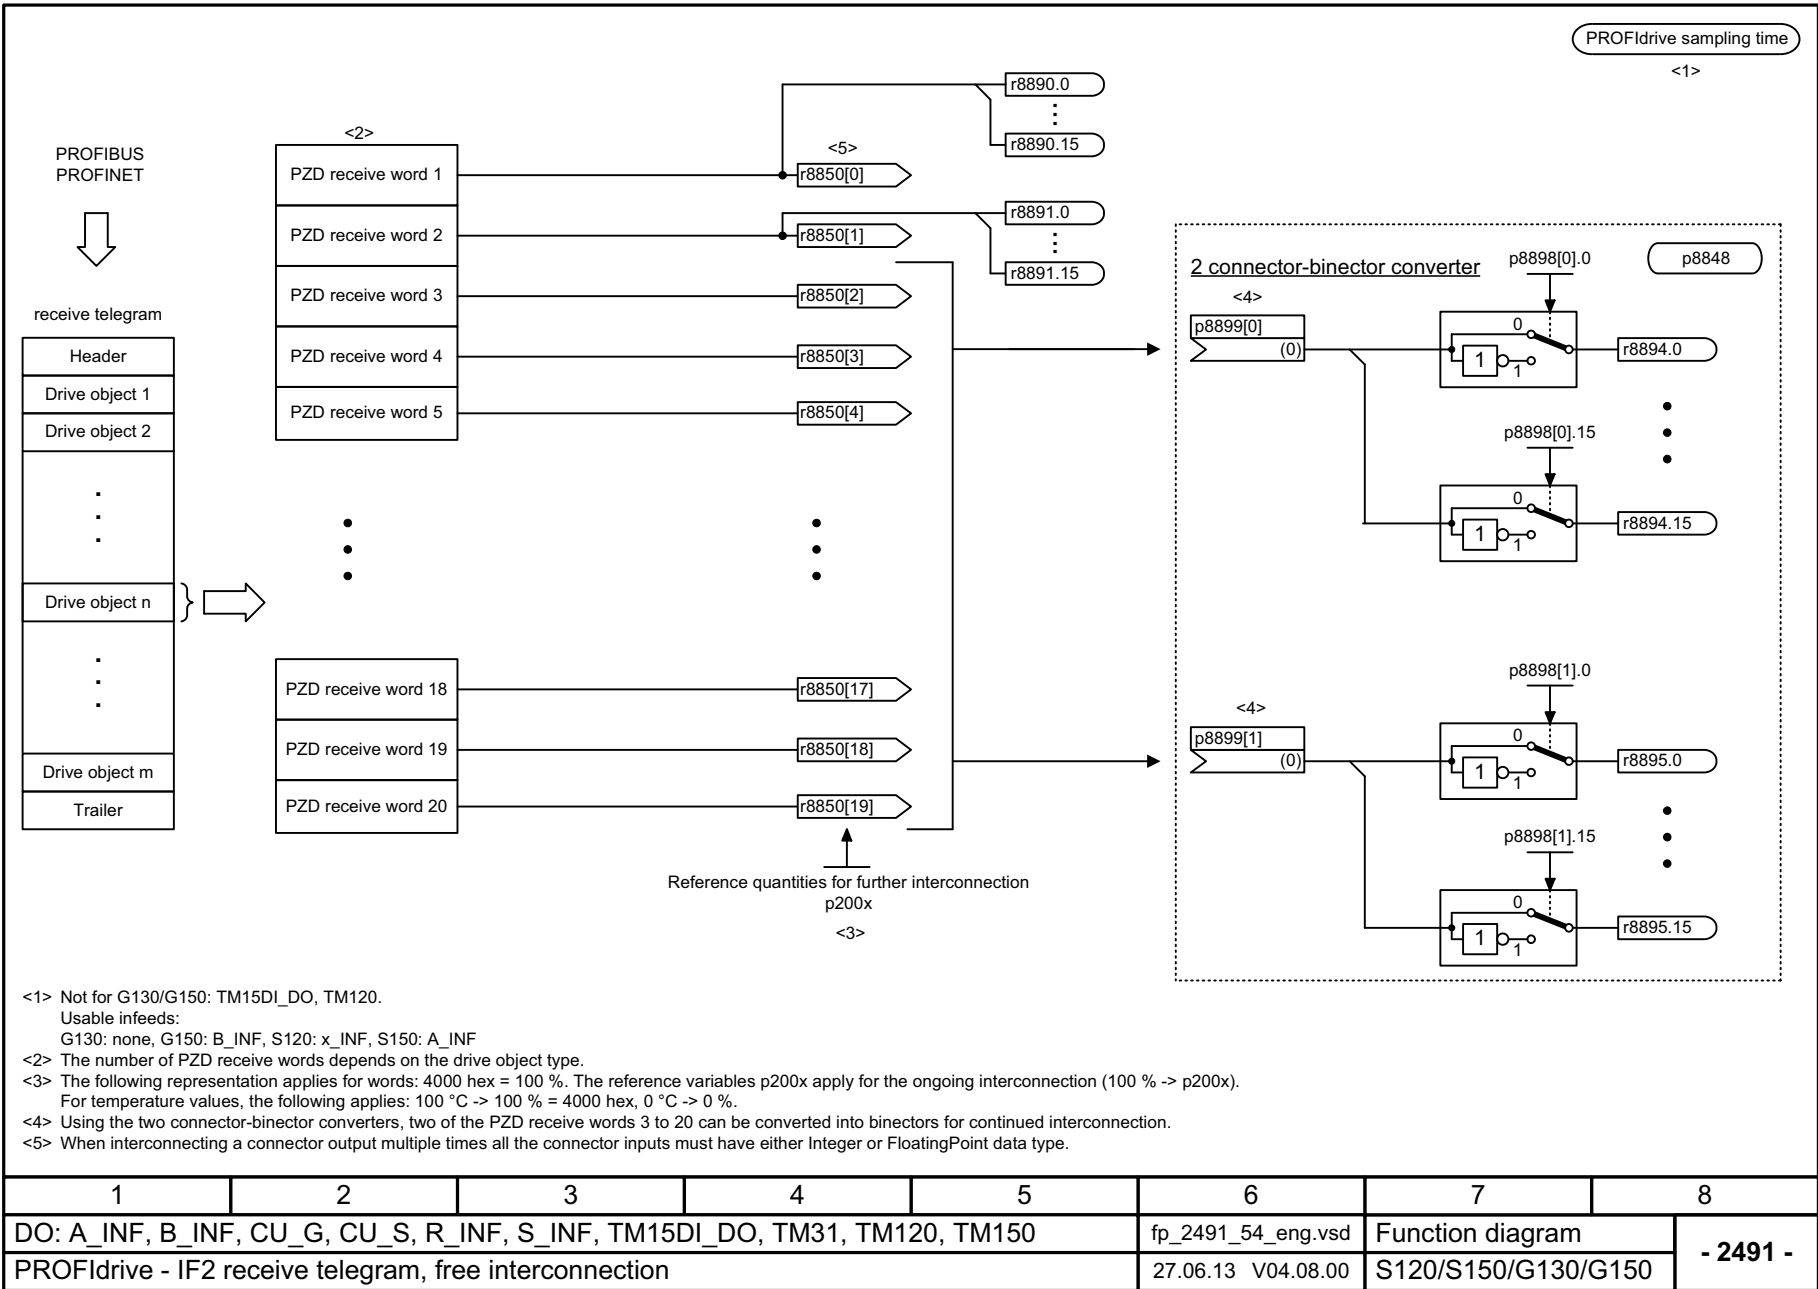 PROFIdrive sampling time
<1>
r8890.0
r8890.15
<2>
<5>
PROFIBUS
PROFINET
PZD receive word 1
r8850[0]
r8891.0
PZD receive word 2
r8850[1]
r8891.15
2 connector-binector converter
p8898[0].0
p8848
PZD receive word 3
r8850[2]
<4>
receive telegram
p8899[0]
(0)
0
1
1
r8894.0
Header
PZD receive word 4
r8850[3]
Drive object 1
PZD receive word 5
r8850[4]
Drive object 2
p8898[0].15
0
1
1
r8894.15
Drive object n
}
PZD receive word 18
r8850[17]
p8898[1].0
<4>
p8899[1]
(0)
0
1
1
r8895.0
PZD receive word 19
r8850[18]
Drive object m
PZD receive word 20
r8850[19]
Trailer
p8898[1].15
Reference quantities for further interconnection
p200x
<3>
0
1
1
r8895.15
<1> Not for G130/G150: TM15DI_DO, TM120.
Usable infeeds:
G130: none, G150: B_INF, S120: x_INF, S150: A_INF
<2> The number of PZD receive words depends on the drive object type.
<3> The following representation applies for words: 4000 hex = 100 %. The reference variables p200x apply for the ongoing interconnection (100 % -> p200x).
For temperature values, the following applies: 100 °C -> 100 % = 4000 hex, 0 °C -> 0 %.
<4> Using the two connector-binector converters, two of the PZD receive words 3 to 20 can be converted into binectors for continued interconnection.
<5> When interconnecting a connector output multiple times all the connector inputs must have either Integer or FloatingPoint data type.
1 2 3 4 5 6 7 8
DO: A_INF, B_INF, CU_G, CU_S, R_INF, S_INF, TM15DI_DO, TM31, TM120, TM150
fp_2491_54_eng.vsd
Function diagram
- 2491 -
PROFIdrive - IF2 receive telegram, free interconnection
27.06.13 V04.08.00
S120/S150/G130/G150